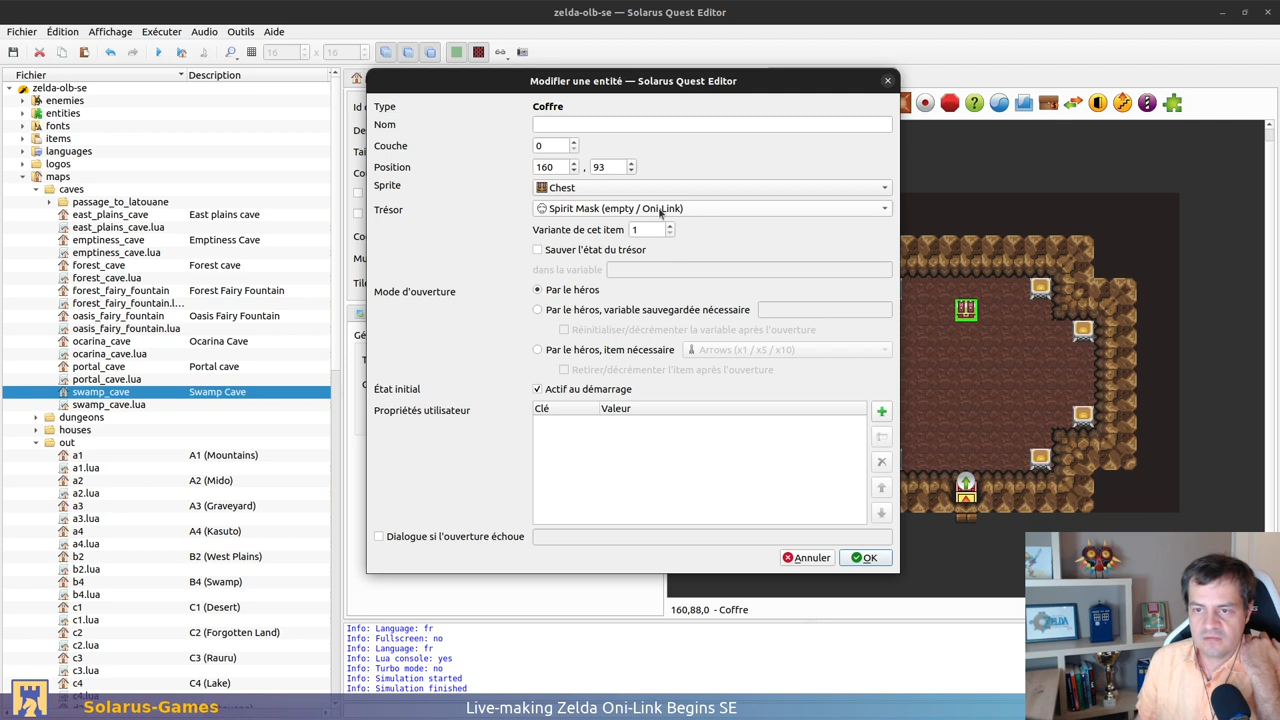 zelda-olb-se — Solarus Quest Editor
Fichier Édition Affichage Exécuter Audio Outils Aide
16 x 16
Fichier Description
zelda-olb-se
enemies
entities
fonts
items
languages
logos
maps
caves
passage_to_latouane
east_plains_cave East plains cave
east_plains_cave.lua
emptiness_cave Emptiness Cave
emptiness_cave.lua
forest_cave Forest cave
forest_cave.lua
forest_fairy_fountain Forest Fairy Fountain
forest_fairy_fountain.l...
oasis_fairy_fountain Oasis Fairy Fountain
oasis_fairy_fountain.lua
ocarina_cave Ocarina Cave
ocarina_cave.lua
portal_cave Portal cave
portal_cave.lua
swamp_cave Swamp Cave
swamp_cave.lua
dungeons
houses
out
a1 A1 (Mountains)
a1.lua
a2 A2 (Mido)
a2.lua
a3 A3 (Graveyard)
a3.lua
a4 A4 (Kasuto)
a4.lua
b2 B2 (West Plains)
b2.lua
b4 B4 (Swamp)
b4.lua
c1 C1 (Desert)
c1.lua
c2 C2 (Forgotten Land)
c2.lua
c3 C3 (Rauru)
c3.lua
c4 C4 (Lake)
Modifier une entité — Solarus Quest Editor
Type Coffre
Nom
Couche 0
Position 160 , 93
Sprite Chest
Trésor Spirit Mask (empty / Oni-Link)
Variante de cet item 1
Sauver l'état du trésor
dans la variable
Mode d'ouverture Par le héros
Par le héros, variable sauvegardée nécessaire
Réinitialiser/décrémenter la variable après l'ouverture
Par le héros, item nécessaire Arrows (x1 / x5 / x10)
Retirer/décrémenter l'item après l'ouverture
État initial Actif au démarrage
Propriétés utilisateur Clé Valeur
Dialogue si l'ouverture échoue
Annuler OK
160,88,0 - Coffre
Info: Language: fr
Info: Fullscreen: no
Info: Language: fr
Info: Lua console: yes
Info: Turbo mode: no
Info: Simulation started
Info: Simulation finished
Solarus-Games Live-making Zelda Oni-Link Begins SE